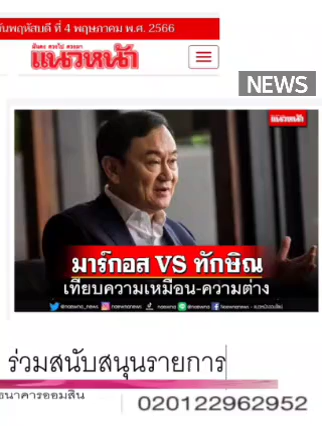 วันพฤหัสบดี ที่ 4 พฤษภาคม พ.ศ. 2566
แนวหน้า
NEWS
แนวหน้า
มาร์กอส VS ทักษิณ
เทียบความเหมือน-ความต่าง
ร่วมสนับสนุนรายการ
ธนาคารออมสิน
020122962952